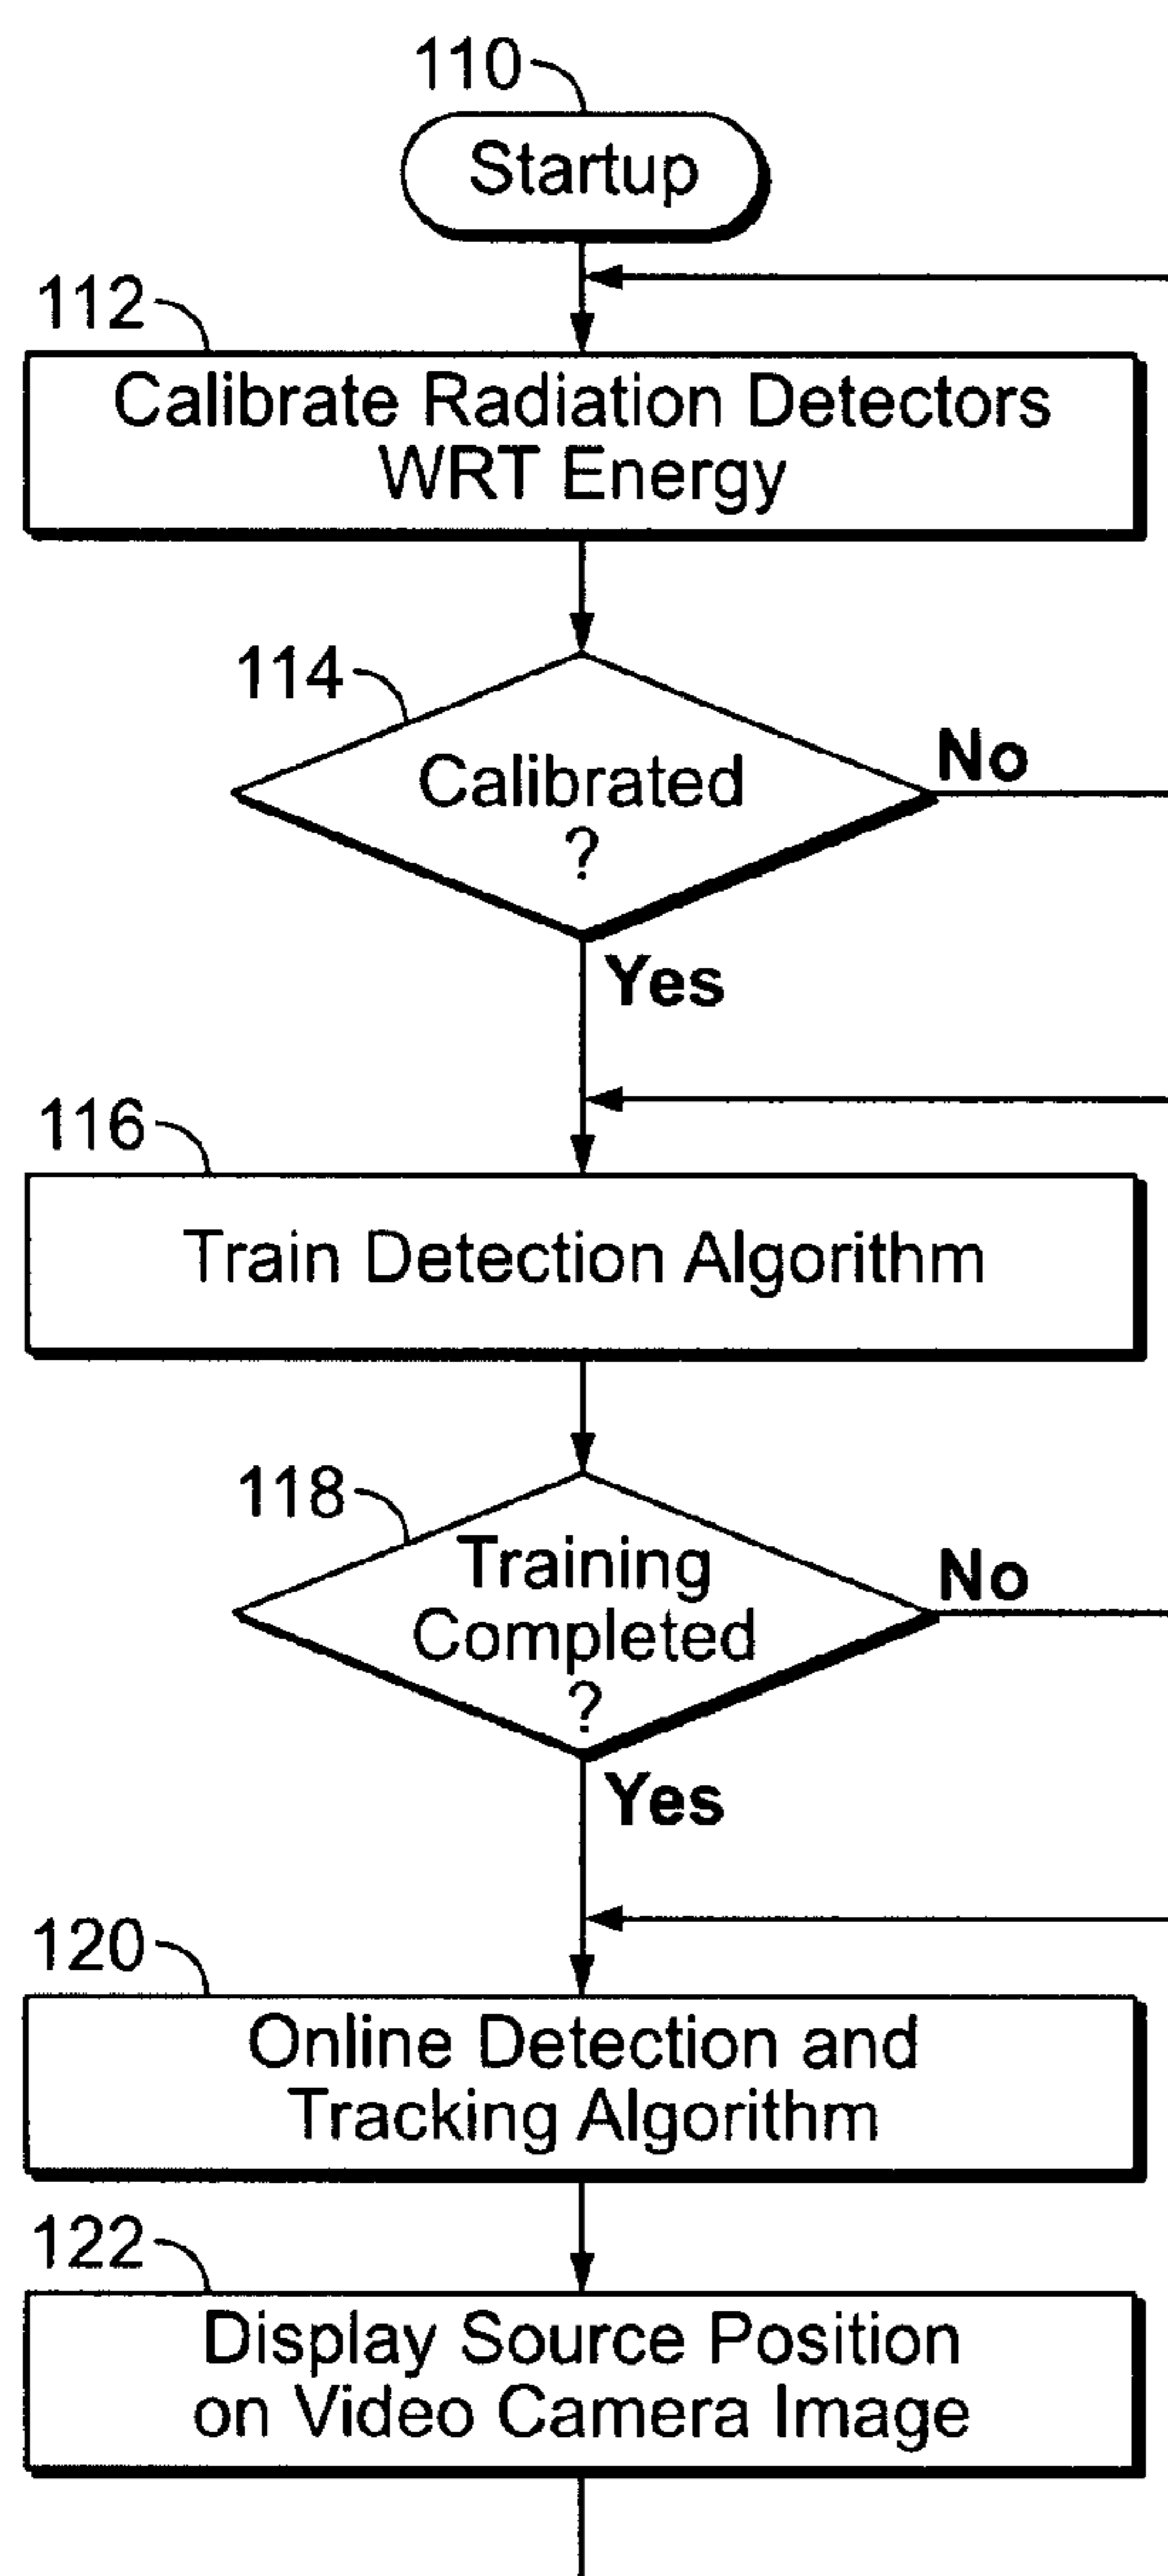 110
Startup
112
Calibrate Radiation Detectors
WRT Energy
114
Calibrated
?
No
Yes
116
Train Detection Algorithm
118
Training
Completed
?
No
Yes
120
Online Detection and
Tracking Algorithm
122
Display Source Position
on Video Camera Image